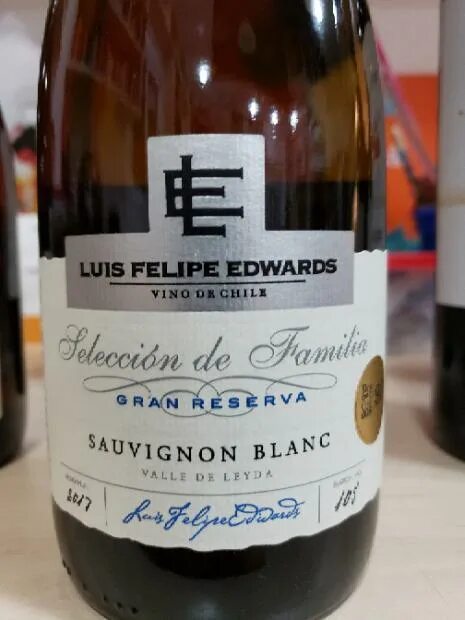 LUIS FELIPE EDWARDS
VINO DE CHILE
Selección de Familia
GRAN RESERVA
SAUVIGNON BLANC
VALLE DE LEYDA
2017
Luis Felipe Edwards
105